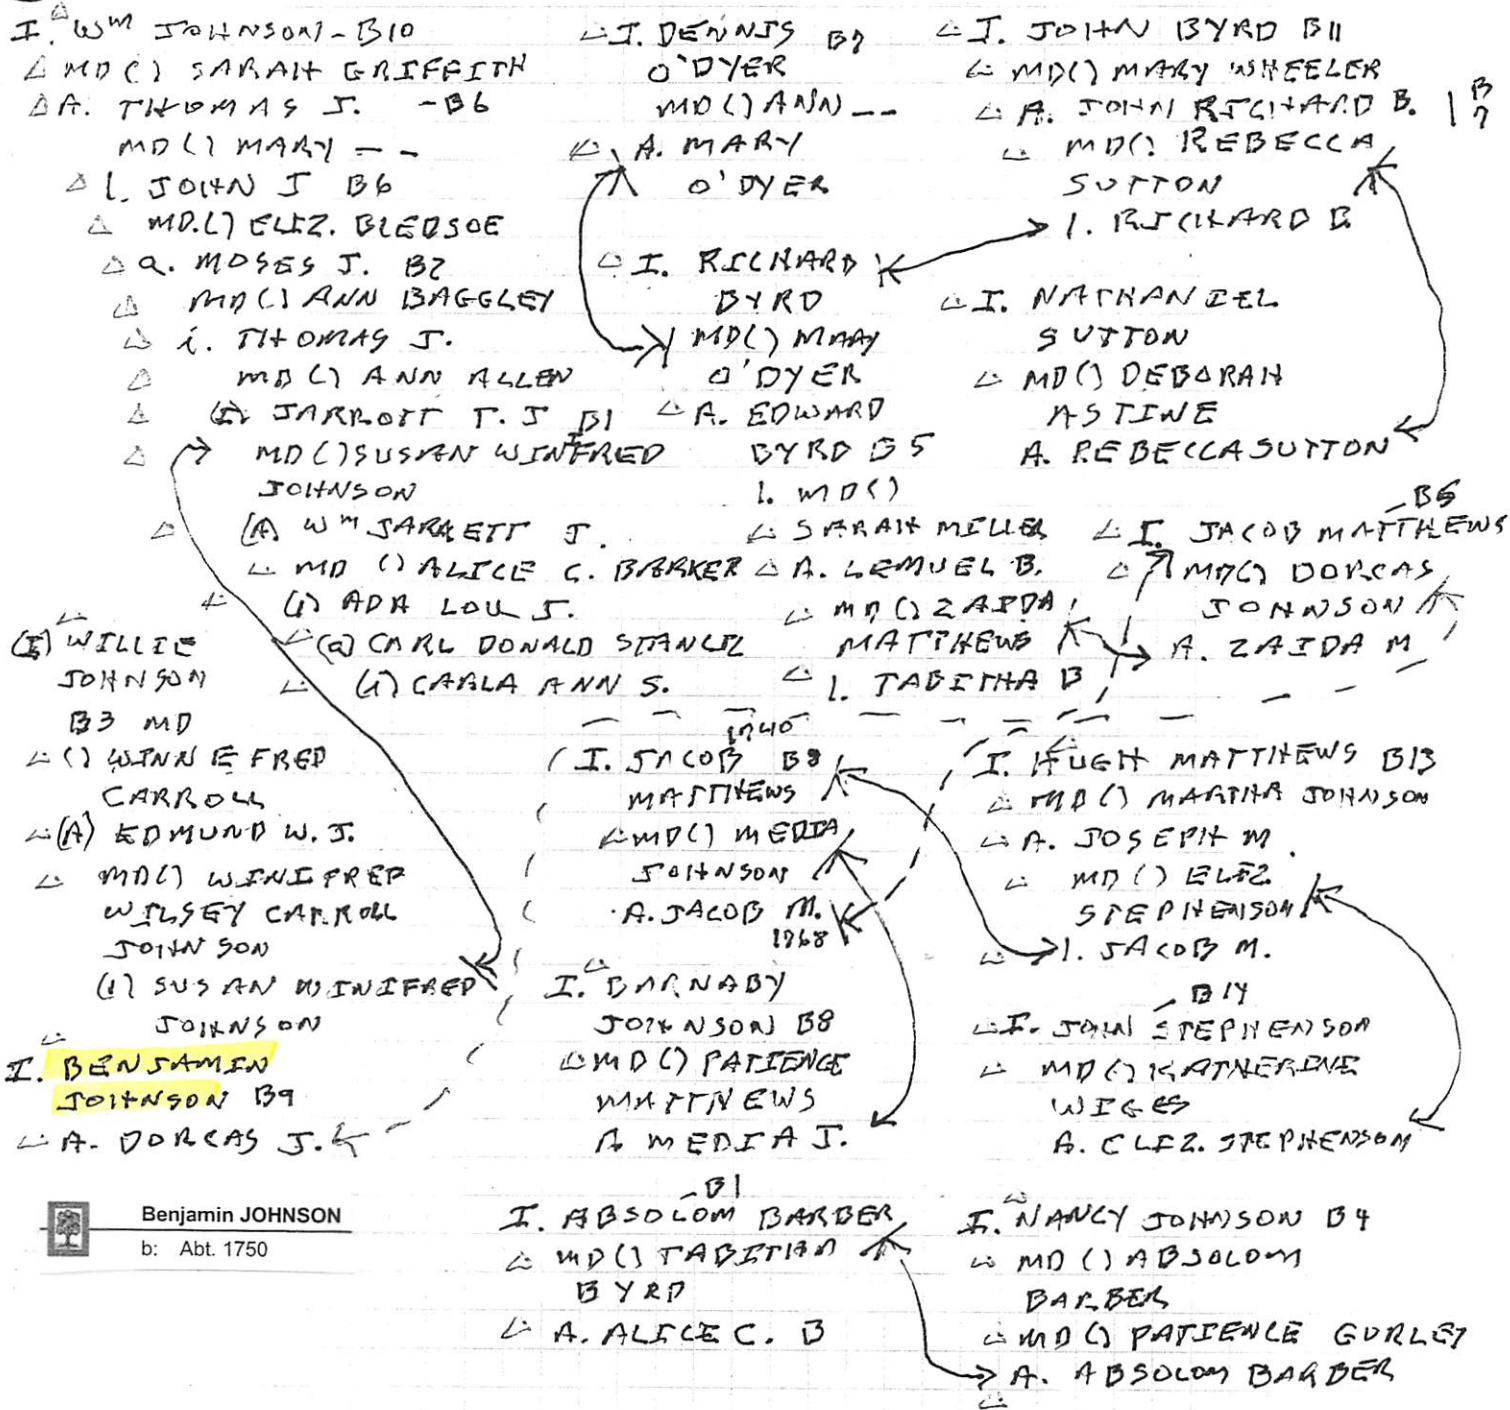 I. Wm JOHNSON - B10
MD () SARAH GRIFFITH
A. THOMAS J. - B6
MD () MARY - -
1. JOHN J B6
MD. () ELIZ. BLEDSOE
a. MOSES J. B2
MD () ANN BAGGLEY
i. THOMAS J.
MD () ANN ALLEN
(I) JARROTT T. J B1
MD () SUSAN WINIFRED
JOHNSON
(A) Wm JARRETT J.
MD () ALICE C. BARKER
(1) ADA LOU J.
(a) CARL DONALD STANCIL
(i) CARLA ANN S.
(I) WILLIE
JOHNSON
B3 MD
() WINNEFRED
CARROLL
(A) EDMUND W. J.
MD () WINIFRED
WILSEY CARROLL
JOHNSON
(1) SUSAN WINIFRED
JOHNSON
I. BENJAMIN
JOHNSON B9
A. DORCAS J.
Benjamin JOHNSON
b: Abt. 1750
I. DENNIS B7
O'DYER
MD () ANN --
A. MARY
O'DYER
I. RICHARD
BYRD
MD () MARY
O'DYER
A. EDWARD
BYRD B5
1. MD ()
SARAH MILLER
A. LEMUEL B.
MD () ZAIDA
MATTHEWS
1. TABITHA B
1740
I. JACOB B8
MATTHEWS
MD () MEDIA
JOHNSON
A. JACOB M.
1768
I. BARNABY
JOHNSON B8
MD () PATIENCE
MATTHEWS
A MEDIA J.
- B1
I. ABSOLOM BARBER
MD () TABITHA
BYRD
A. ALICE C. B
I. JOHN BYRD B11
MD () MARY WHEELER
A. JOHN RICHARD B. | B7
MD (). REBECCA
SUTTON
1. RICHARD B.
I. NATHANIEL
SUTTON
MD () DEBORAH
ASTINE
A. REBECCA SUTTON
- B5
I. JACOB MATTHEWS
MD () DORCAS
JOHNSON
A. ZAIDA M
I. HUGH MATTHEWS B13
MD () MARTHA JOHNSON
A. JOSEPH M.
MD () ELIZ
STEPHENSON
1. JACOB M.
- B14
I. JOHN STEPHENSON
MD () KATHERINE
WIGES
A. ELIZ. STEPHENSON
I. NANCY JOHNSON B4
MD () ABSOLOM
BARBER
MD () PATIENCE GURLEY
A. ABSOLOM BARBER